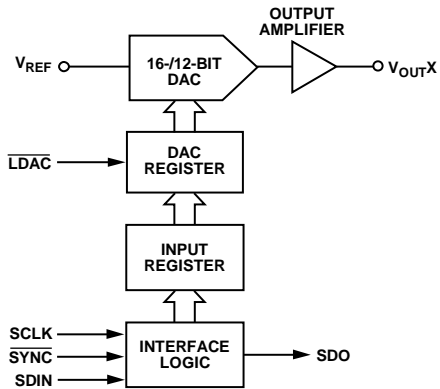 OUTPUT
AMPLIFIER
VREF
16-/12-BIT
DAC
VOUTX
LDAC
DAC
REGISTER
INPUT
REGISTER
SCLK
SYNC
SDIN
INTERFACE
LOGIC
SDO